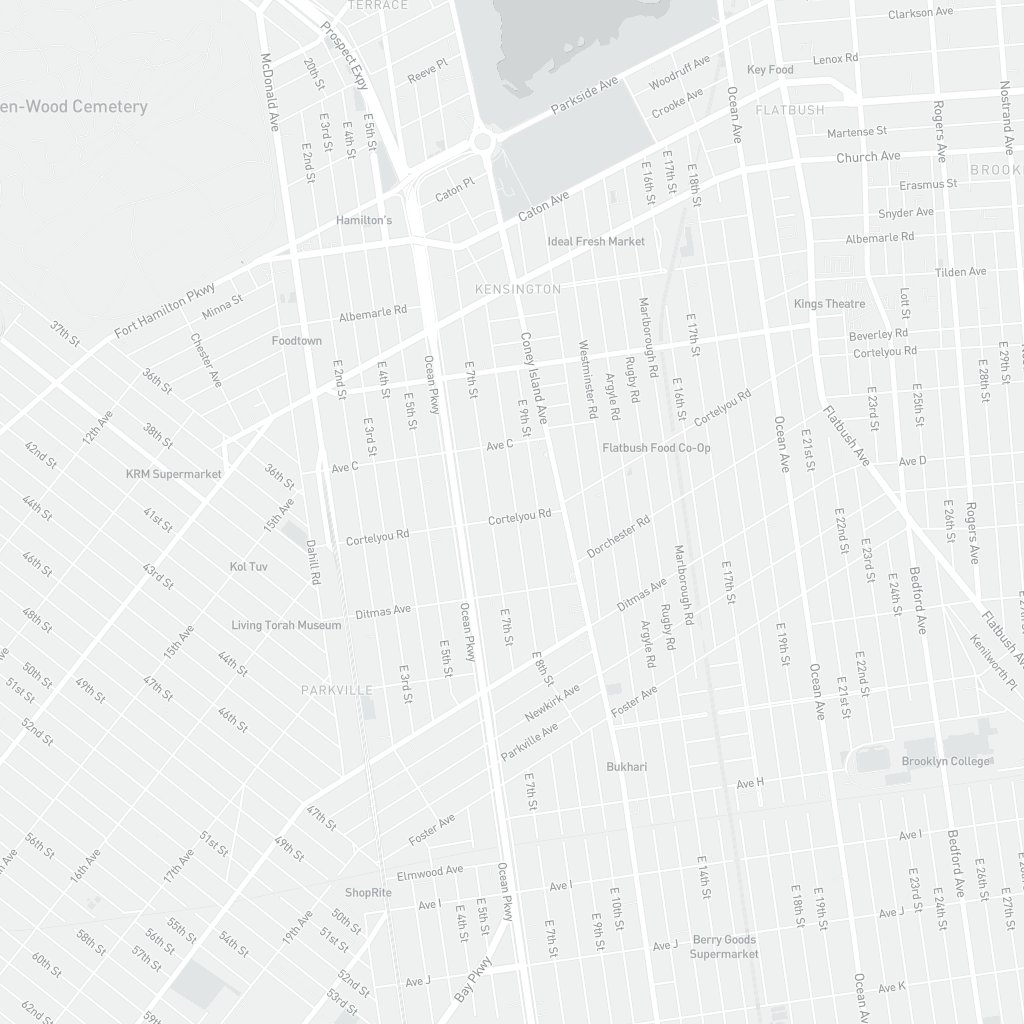 TERRACE
Clarkson Ave
Prospect Expy
McDonald Ave
20th St
Reeve Pl
Woodruff Ave
Lenox Rd
Key Food
Parkside Ave
Crooke Ave
Ocean Ave
FLATBUSH
Nostrand Ave
Rogers Ave
en-Wood Cemetery
E 5th St
E 3rd St
E 4th St
E 2nd St
Martense St
Church Ave
E 17th St
E 16th St
E 18th St
BROOK
Erasmus St
Caton Pl
Caton Ave
Snyder Ave
Hamilton's
Ideal Fresh Market
Albemarle Rd
Tilden Ave
KENSINGTON
Fort Hamilton Pkwy
Minna St
Albemarle Rd
Kings Theatre
Lott St
Marlborough Rd
E 17th St
Beverley Rd
Cortelyou Rd
37th St
Chester Ave
Foodtown
Coney Island Ave
Westminster Rd
Rugby Rd
Argyle Rd
E 29th St
E 28th St
36th St
E 2nd St
E 4th St
Ocean Pkwy
E 7th St
E 5th St
E 9th St
E 16th St
Cortelyou Rd
E 23rd St
E 25th St
12th Ave
38th St
E 3rd St
Ocean Ave
E 21st St
Flatbush Ave
42nd St
Ave C
Flatbush Food Co-Op
Ave D
KRM Supermarket
36th St
Ave C
44th St
41st St
15th Ave
Cortelyou Rd
Cortelyou Rd
Dorchester Rd
E 22nd St
E 26th St
Rogers Ave
46th St
43rd St
Kol Tuv
Dahill Rd
Marlborough Rd
E 17th St
E 23rd St
E 24th St
Bedford Ave
Ditmas Ave
48th St
Living Torah Museum
Ditmas Ave
Ocean Pkwy
E 7th St
Rugby Rd
Argyle Rd
E 19th St
Flatbush Ave
Kenilworth Pl
15th Ave
44th St
50th St
49th St
51st St
47th St
PARKVILLE
E 3rd St
E 5th St
E 8th St
Newkirk Ave
Foster Ave
Ocean Ave
E 21st St
E 22nd St
52nd St
46th St
Parkville Ave
Bukhari
Brooklyn College
E 7th St
Ave H
47th St
49th St
Foster Ave
51st St
56th St
16th Ave
17th Ave
Ave I
Bedford Ave
Elmwood Ave
Ocean Pkwy
ShopRite
Ave I
Ave I
E 14th St
E 18th St
E 19th St
E 23rd St
E 24th St
E 26th St
E 27th St
Ave J
55th St
56th St
57th St
58th St
60th St
54th St
19th Ave
50th St
51st St
52nd St
53rd St
E 4th St
E 5th St
E 7th St
E 9th St
E 10th St
Ave J
Berry Goods
Supermarket
Ave J
Bay Pkwy
Ocean Ave
Ave K
62nd St
59th